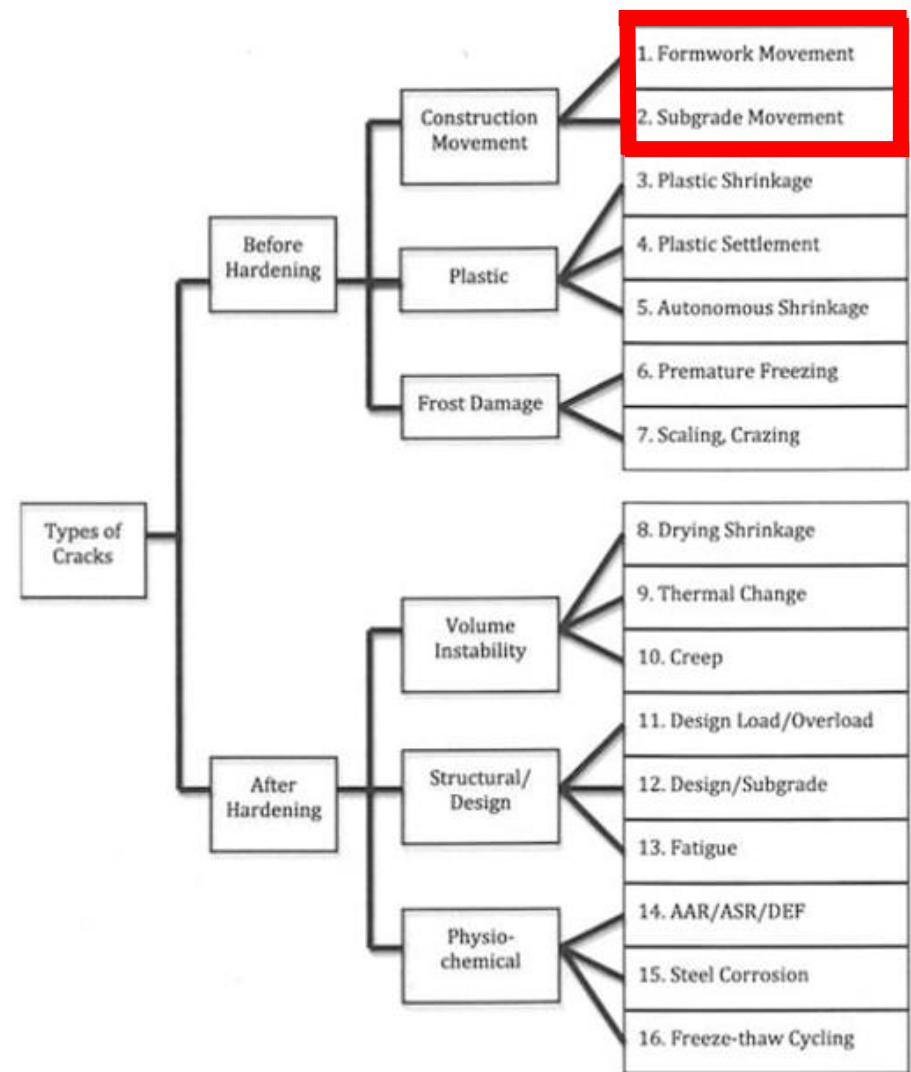 1. Formwork Movement
Construction
Movement
2. Subgrade Movement
3. Plastic Shrinkage
Before
Hardening
Plastic
4. Plastic Settlement
5. Autonomous Shrinkage
Frost Damage
6. Premature Freezing
7. Scaling, Crazing
Types of
Cracks
8. Drying Shrinkage
Volume
Instability
9. Thermal Change
10. Creep
After
Hardening
Structural/
Design
11. Design Load/Overload
12. Design/Subgrade
13. Fatigue
Physio-
chemical
14. AAR/ASR/DEF
15. Steel Corrosion
16. Freeze-thaw Cycling